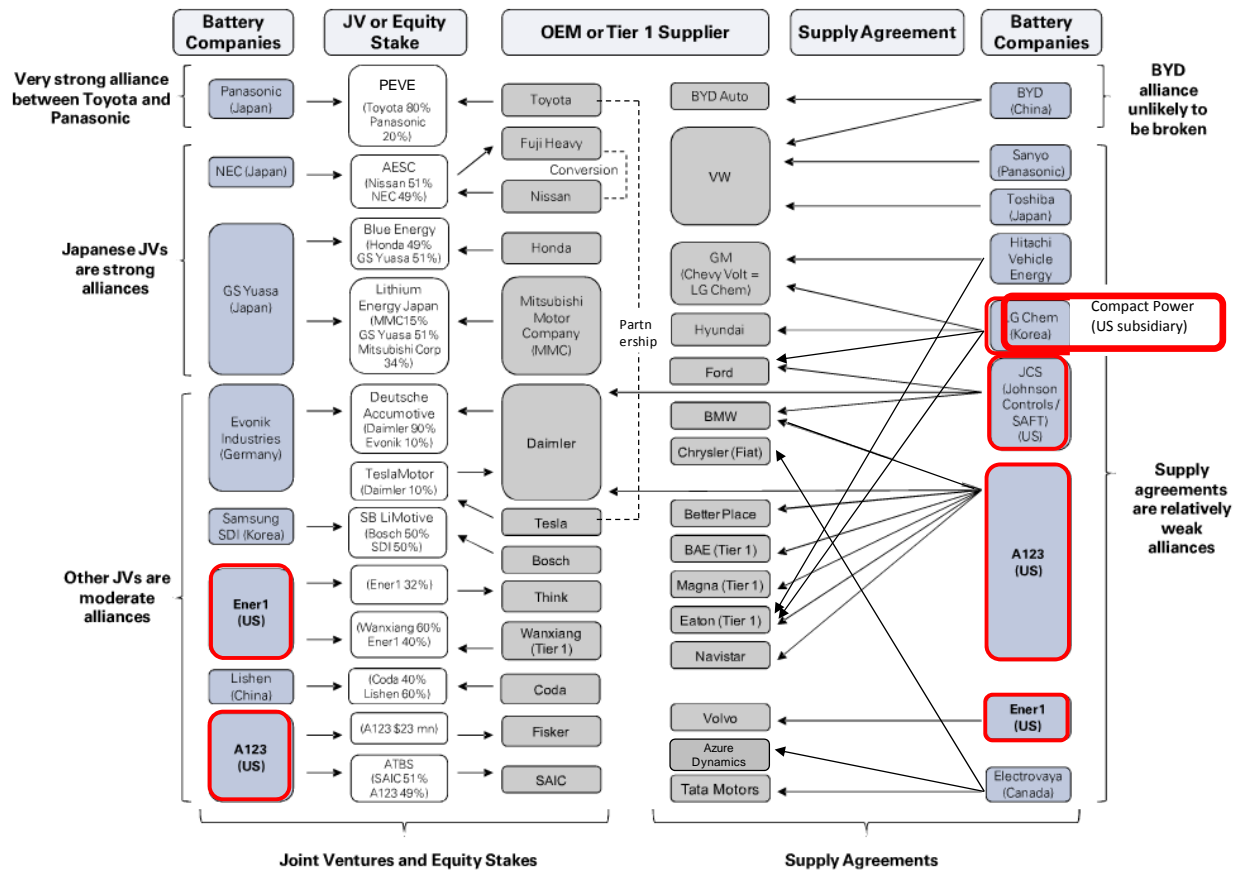 Battery
Companies
JV or Equity
Stake
OEM or Tier 1 Supplier
Supply Agreement
Battery
Companies
Very strong alliance
between Toyota and
Panasonic
Japanese JVs
are strong
alliances
Other JVs are
moderate
alliances
Panasonic
(Japan)
NEC (Japan)
GS Yuasa
(Japan)
Evonik
Industries
(Germany)
Samsung
SDI (Korea)
Ener1
(US)
Lishen
(China)
A123
(US)
PEVE
(Toyota 80%
Panasonic
20%)
AESC
(Nissan 51%
NEC 49%)
Blue Energy
(Honda 49%
GS Yuasa 51%)
Lithium
Energy Japan
(MMC15%
GS Yuasa 51%
Mitsubishi Corp
34%)
Deutsche
Accumotive
(Daimler 90%
Evonik 10%)
TeslaMotor
(Daimler 10%)
SB LiMotive
(Bosch 50%
SDI 50%)
(Ener1 32%)
(Wanxiang 60%
Ener1 40%)
(Coda 40%
Lishen 60%)
(A123 $23 mn)
ATBS
(SAIC 51%
A123 49%)
Toyota
Fuji Heavy
Conversion
Nissan
Honda
Mitsubishi
Motor
Company
(MMC)
Daimler
Tesla
Bosch
Think
Wanxiang
(Tier 1)
Coda
Fisker
SAIC
Partn
ership
BYD Auto
VW
GM
(Chevy Volt =
LG Chem)
Hyundai
Ford
BMW
Chrysler (Fiat)
Better Place
BAE (Tier 1)
Magna (Tier 1)
Eaton (Tier 1)
Navistar
Volvo
Azure
Dynamics
Tata Motors
BYD
(China)
Sanyo
(Panasonic)
Toshiba
(Japan)
Hitachi
Vehicle
Energy
LG Chem
(Korea)
Compact Power
(US subsidiary)
JCS
(Johnson
Controls /
SAFT)
(US)
A123
(US)
Ener1
(US)
Electrovaya
(Canada)
BYD
alliance
unlikely to
be broken
Supply
agreements
are relatively
weak
alliances
Joint Ventures and Equity Stakes
Supply Agreements